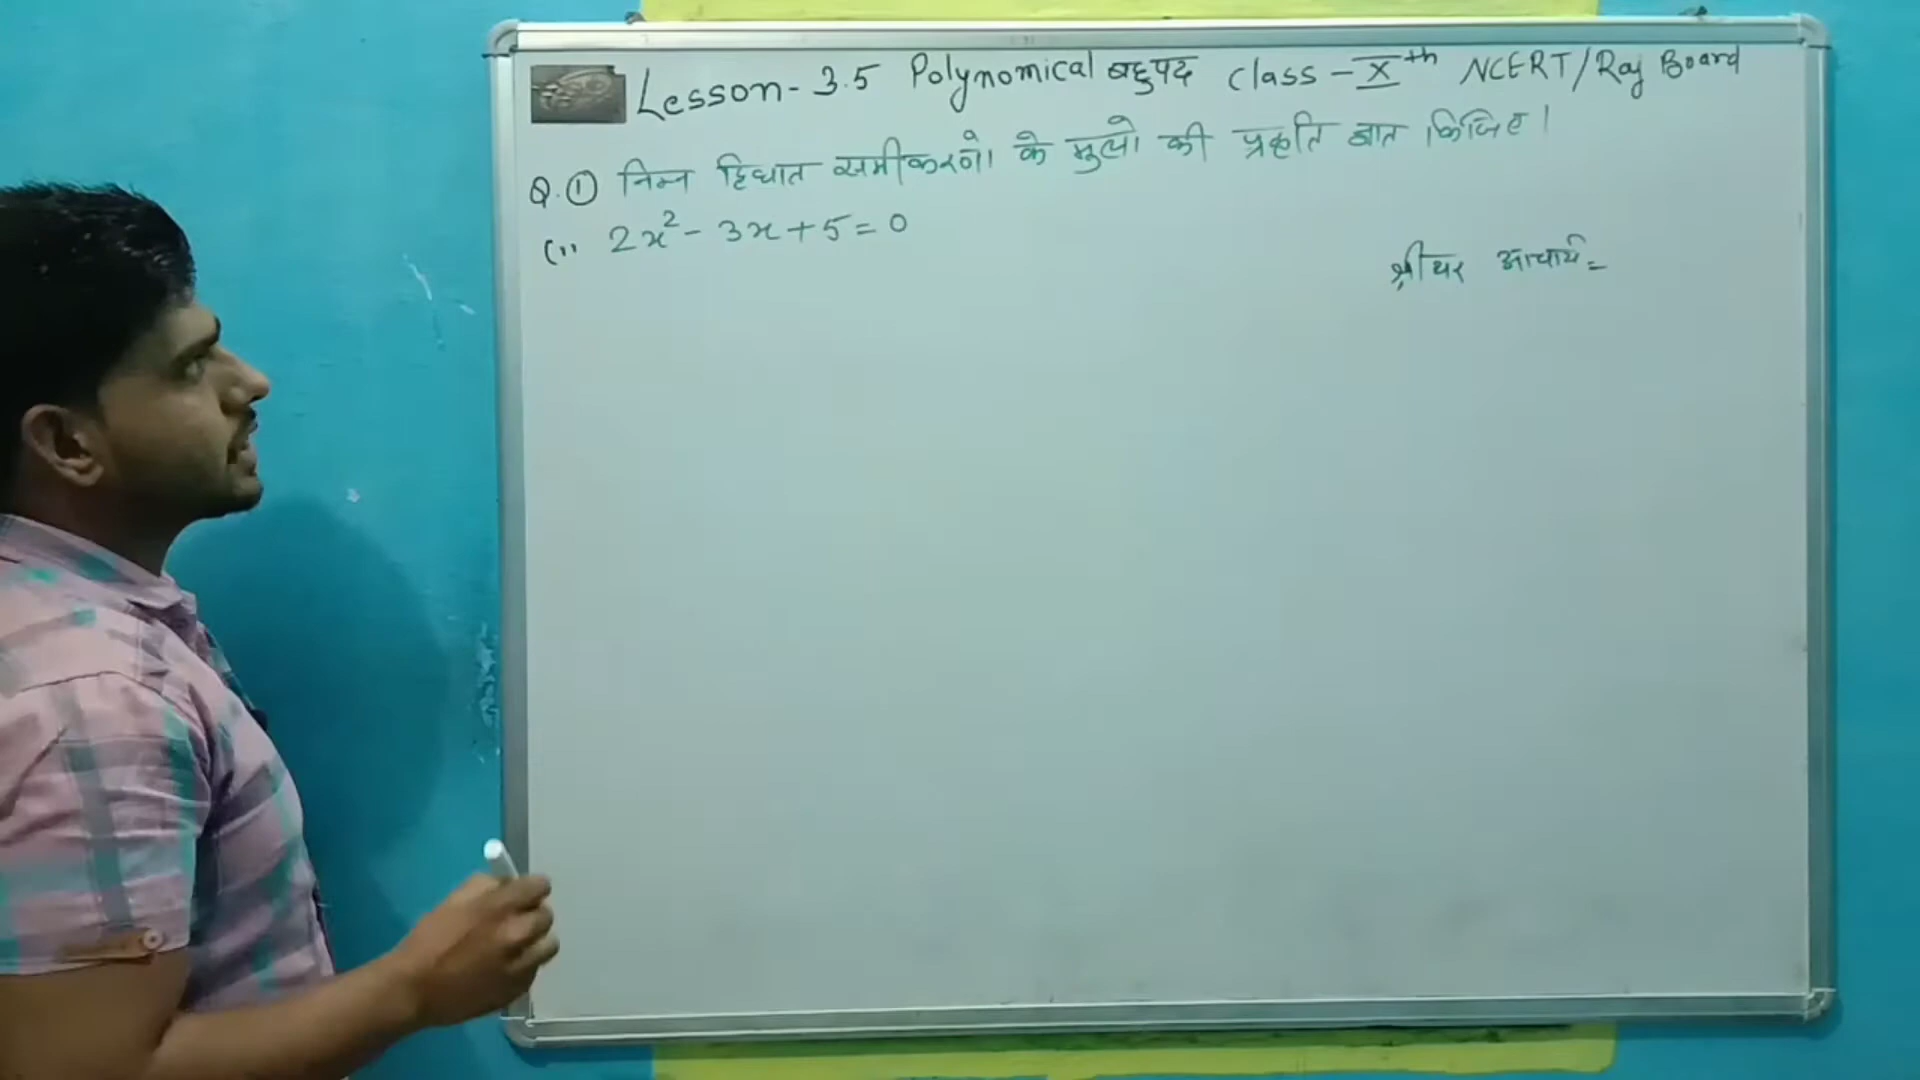 Lesson - 3.5 Polynomical बहुपद Class - X th NCERT/Raj Board
Q. ① निम्न द्विघात समीकरणों के मुलो की प्रकृति ज्ञात किजिए।
(i) 2x² - 3x + 5 = 0
श्रीधर आचार्य =